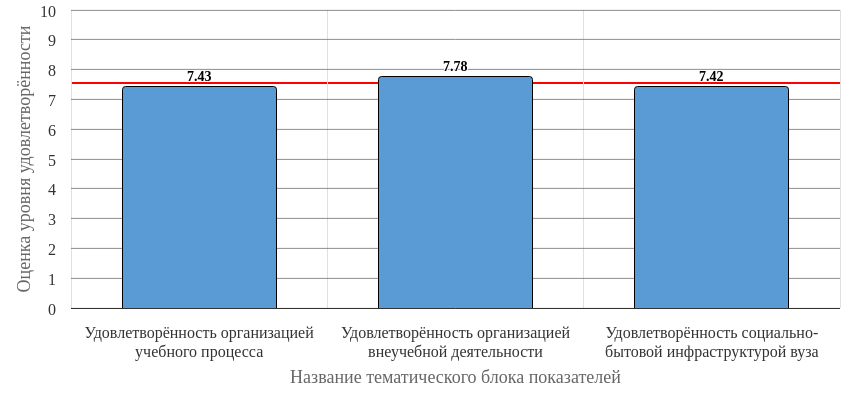 Оценка уровня удовлетворённости
10
9
8
7
6
5
4
3
2
1
0
7.43
7.78
7.42
Удовлетворённость организацией
учебного процесса
Удовлетворённость организацией
внеучебной деятельности
Удовлетворённость социально-
бытовой инфраструктурой вуза
Название тематического блока показателей